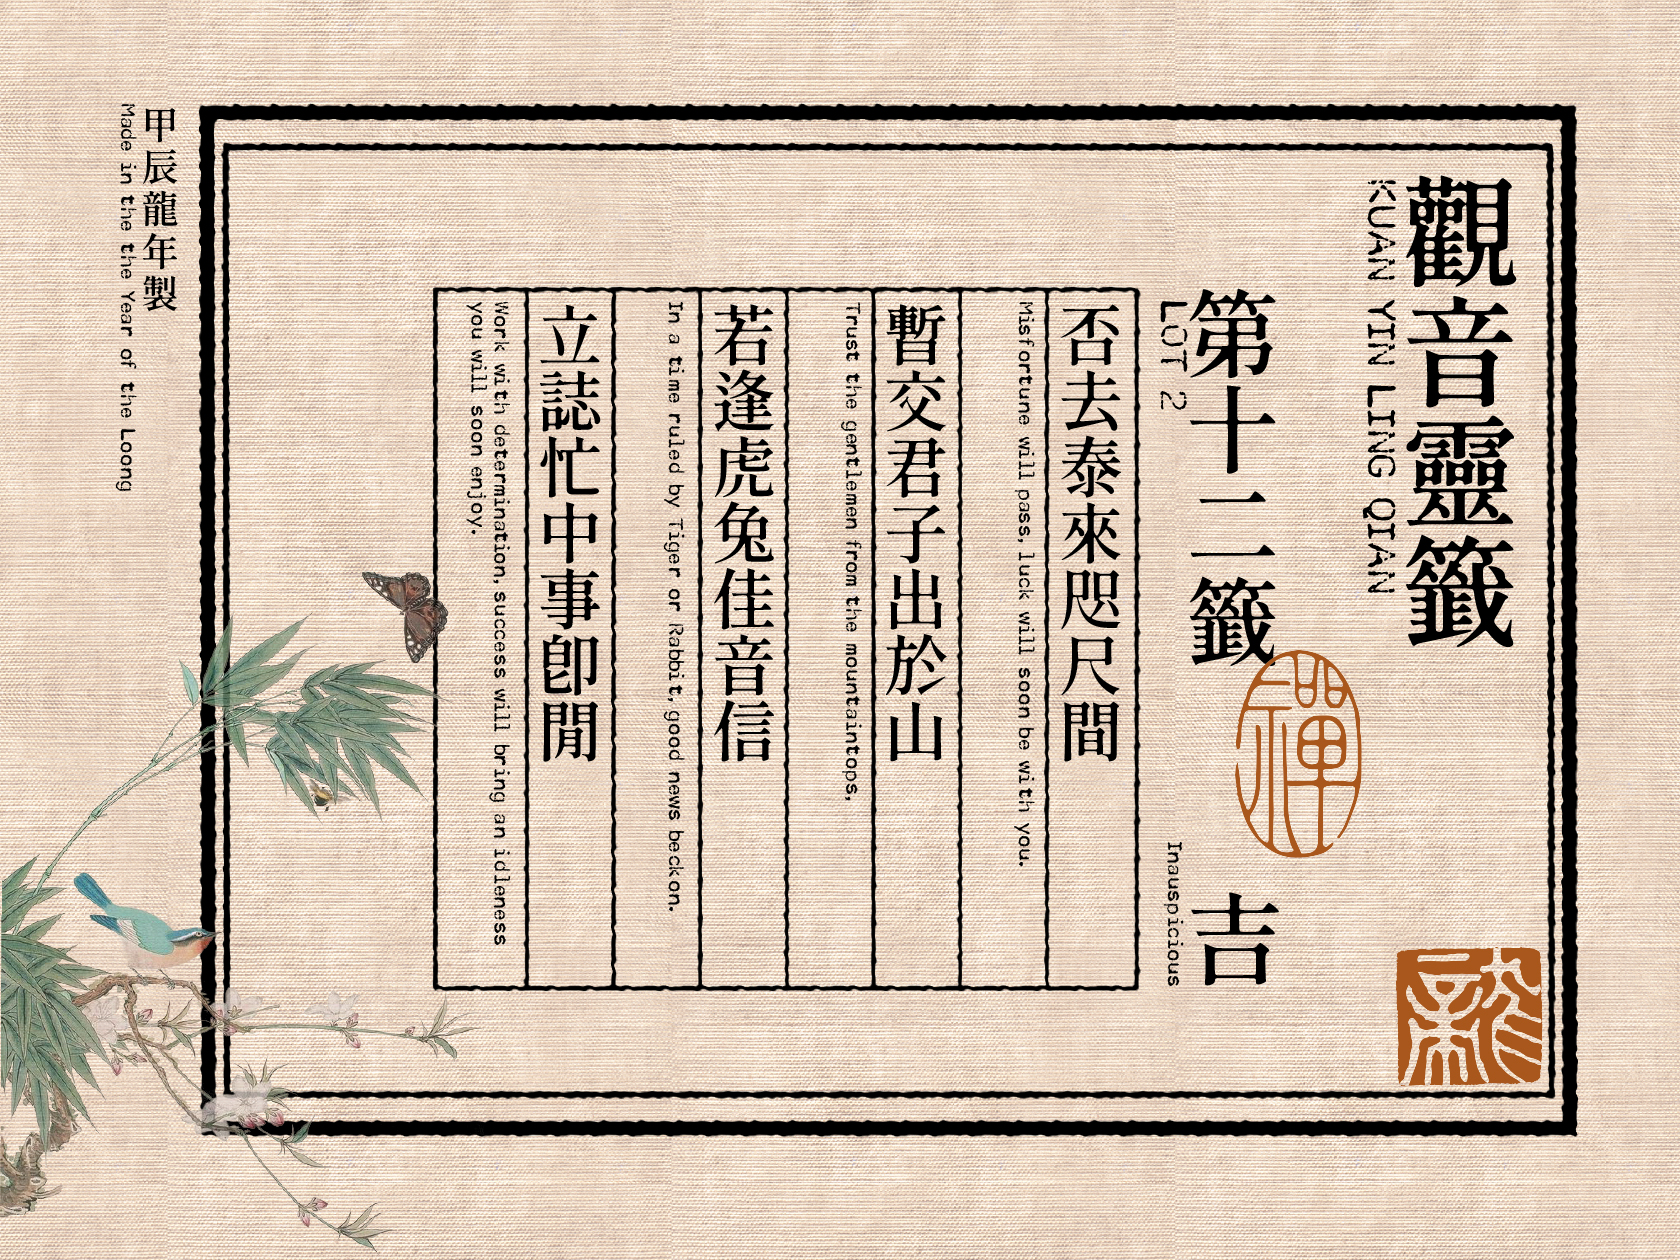 觀音靈籤
KUAN YIN LING QIAN
第十二籤
吉
LOT 2
Inauspicious
否去泰來咫尺間
Misfortune will pass, luck will soon be with you.
暫交君子出於山
Trust the gentlemen from the mountaintops,
若逢虎兔佳音信
In a time ruled by Tiger or Rabbit, good news beckon.
立誌忙中事卽閒
Work with determination, success will bring an idleness
you will soon enjoy.
甲辰龍年製
Made in the the Year of the Loong
禪
龍